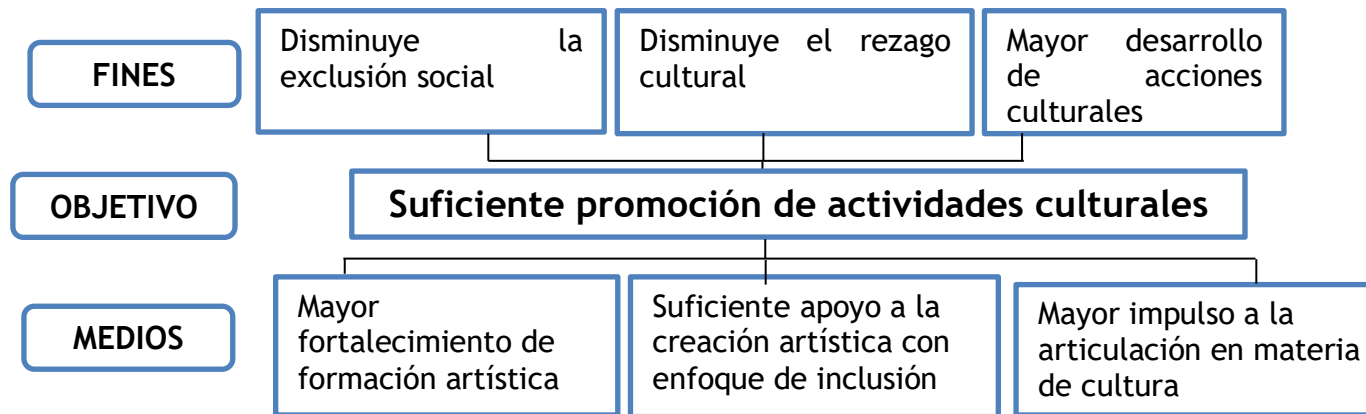 FINES
Disminuye la
exclusión social
Disminuye el rezago
cultural
Mayor desarrollo
de acciones
culturales
OBJETIVO
Suficiente promoción de actividades culturales
MEDIOS
Mayor
fortalecimiento de
formación artística
Suficiente apoyo a la
creación artística con
enfoque de inclusión
Mayor impulso a la
articulación en materia
de cultura